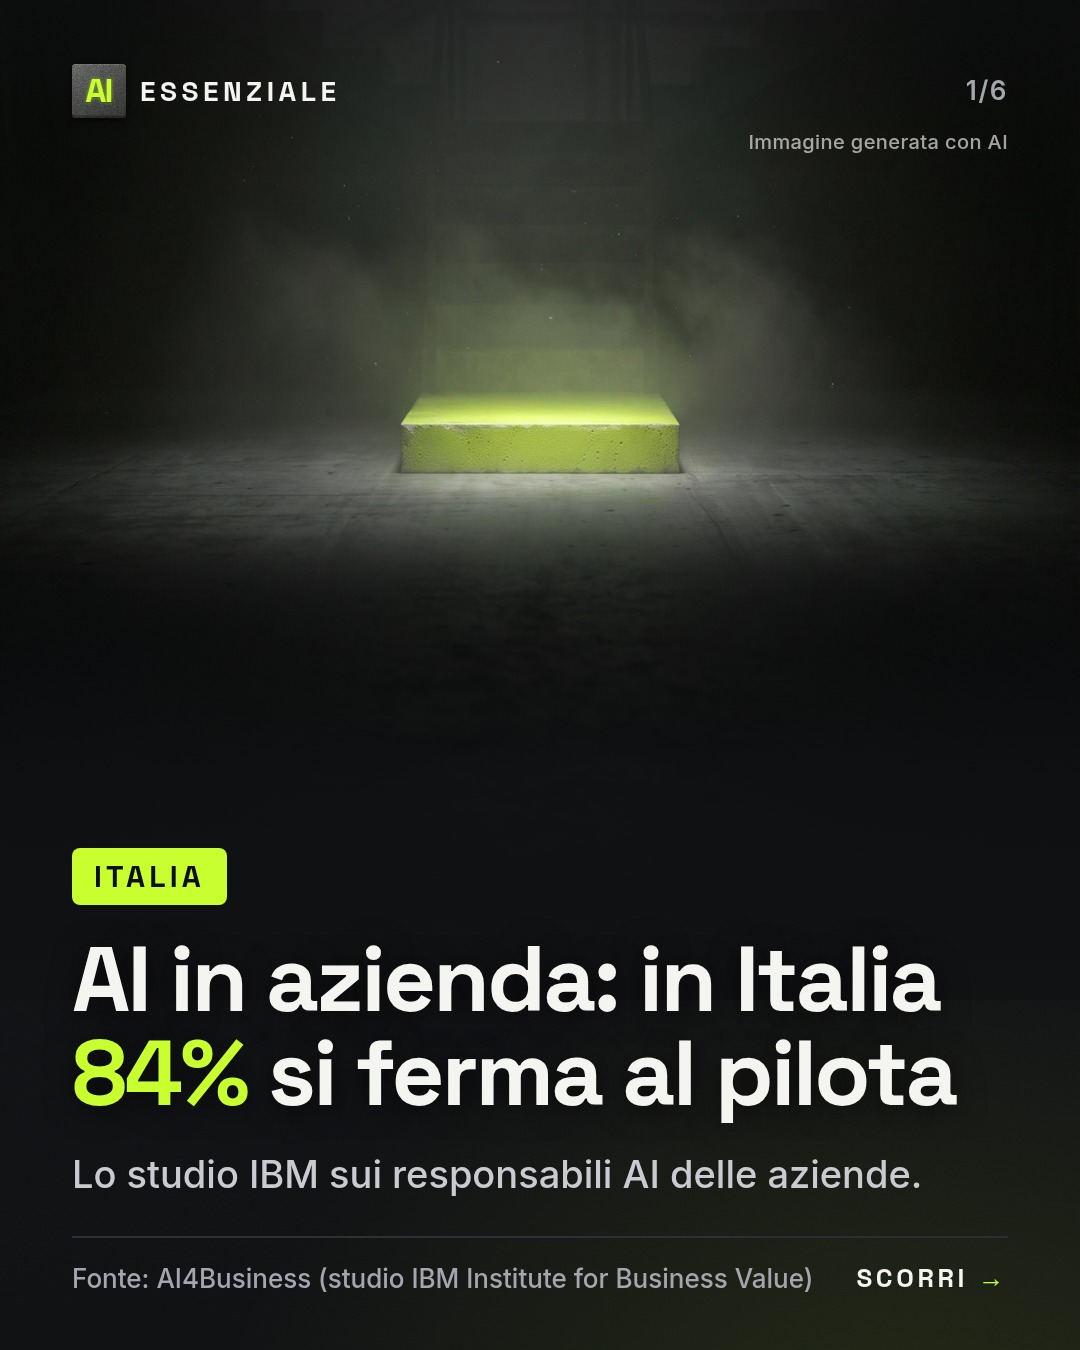 AI ESSENZIALE
1/6
Immagine generata con AI
ITALIA
AI in azienda: in Italia
84% si ferma al pilota
Lo studio IBM sui responsabili AI delle aziende.
Fonte: AI4Business (studio IBM Institute for Business Value)
SCORRI →